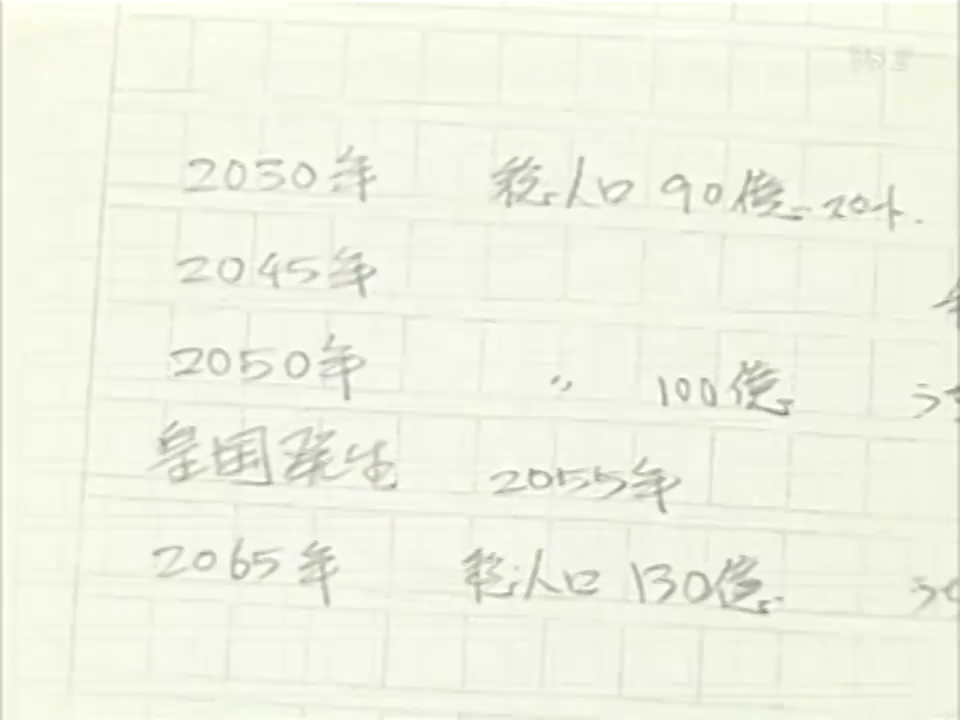 2030年 総人口 90億
2045年
2050年 〃 100億
皇国発生 2055年
2065年 総人口 130億